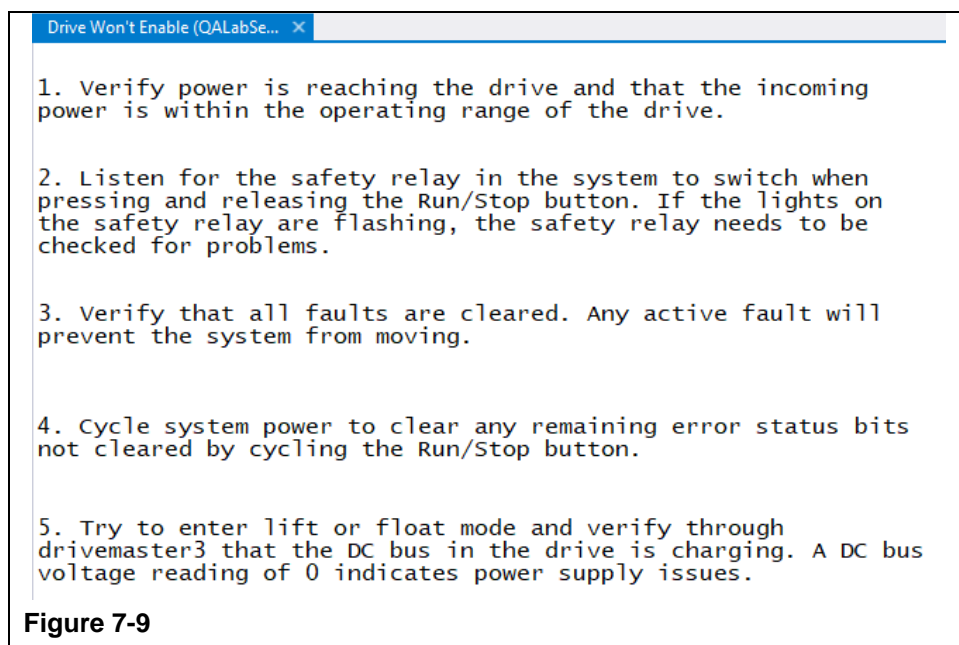 Drive Won't Enable (QALabSe... ×
1. Verify power is reaching the drive and that the incoming
power is within the operating range of the drive.
2. Listen for the safety relay in the system to switch when
pressing and releasing the Run/Stop button. If the lights on
the safety relay are flashing, the safety relay needs to be
checked for problems.
3. Verify that all faults are cleared. Any active fault will
prevent the system from moving.
4. Cycle system power to clear any remaining error status bits
not cleared by cycling the Run/Stop button.
5. Try to enter lift or float mode and verify through
drivemaster3 that the DC bus in the drive is charging. A DC bus
voltage reading of 0 indicates power supply issues.
Figure 7-9